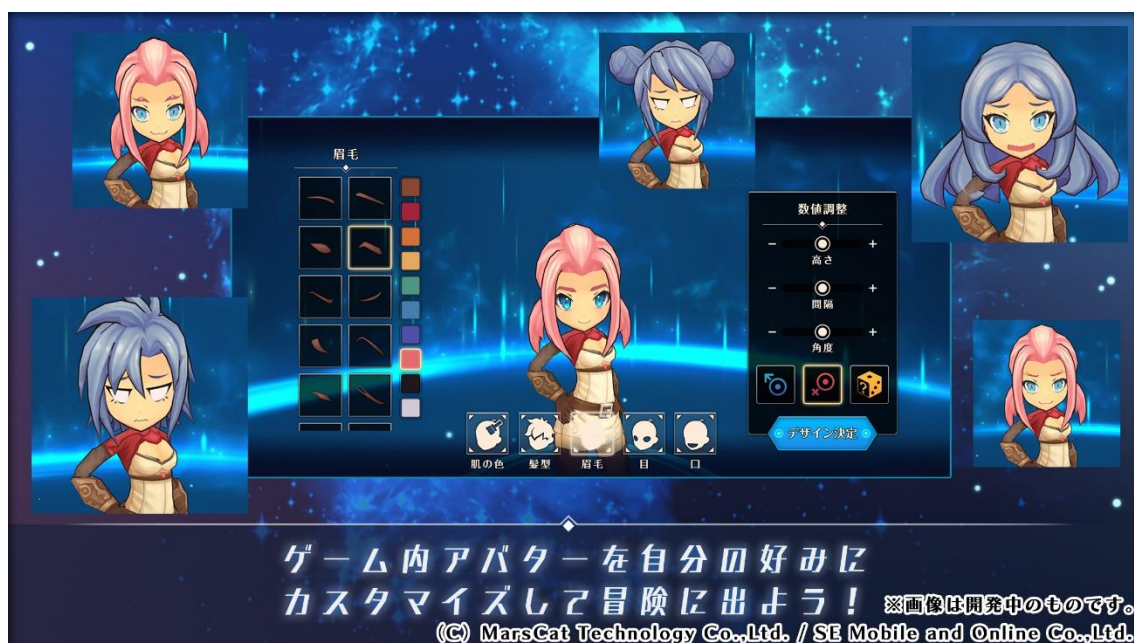 眉毛
数値調整
高さ
間隔
角度
デザイン決定
肌の色
髪型
眉毛
目
口
ゲーム内アバターを自分の好みに
カスタマイズして冒険に出よう!
※画像は開発中のものです。
(C) MarsCat Technology Co.,Ltd. / SE Mobile and Online Co.,Ltd.